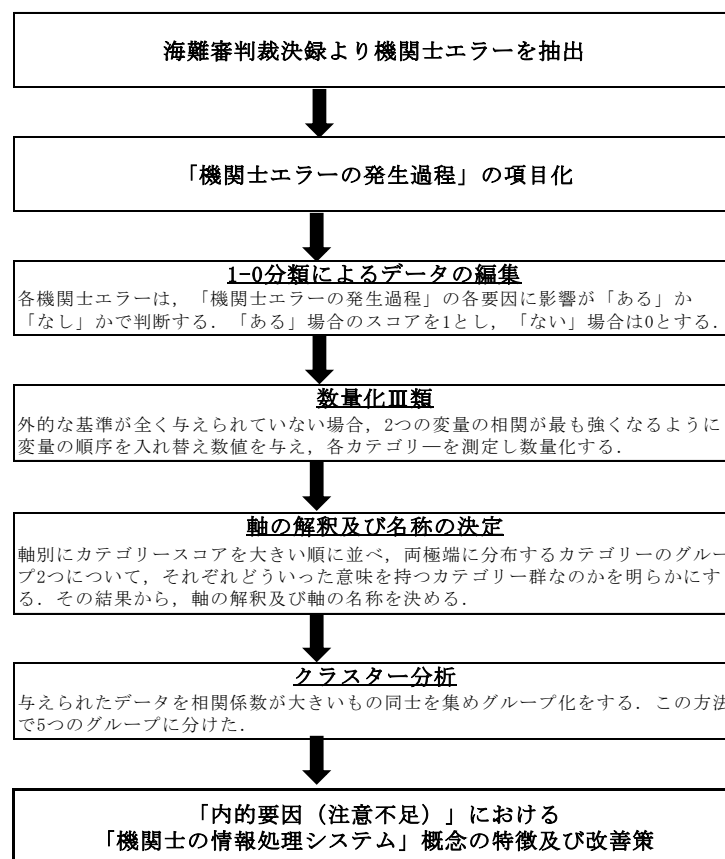 海難審判裁決録より機関士エラーを抽出
「機関士エラーの発生過程」の項目化
1-0分類によるデータの編集
各機関士エラーは，「機関士エラーの発生過程」の各要因に影響が「ある」か
「なし」かで判断する．「ある」場合のスコアを1とし，「ない」場合は0とする．
数量化Ⅲ類
外的な基準が全く与えられていない場合，2つの変量の相関が最も強くなるように
変量の順序を入れ替え数値を与え，各カテゴリ―を測定し数量化する．
軸の解釈及び名称の決定
軸別にカテゴリースコアを大きい順に並べ，両極端に分布するカテゴリーのグルー
プ2つについて，それぞれどういった意味を持つカテゴリー群なのかを明らかにす
る．その結果から，軸の解釈及び軸の名称を決める．
クラスター分析
与えられたデータを相関係数が大きいもの同士を集めグループ化をする．この方法
で5つのグループに分けた．
「内的要因（注意不足）」における
「機関士の情報処理システム」概念の特徴及び改善策